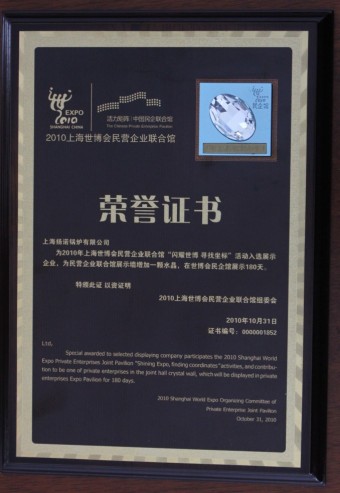 EXPO
2010
SHANGHAI CHINA
活力矩阵 | 中国民企联合馆
The Chinese Private Enterprises Pavilion
2010上海世博会民营企业联合馆
民企馆
荣誉证书
上海扬诺锅炉有限公司
为2010年上海世博会民营企业联合馆“闪耀世博 寻找坐标”活动入选展示
企业，为民营企业联合馆展示墙增加一颗水晶，在世博会民企馆展示180天。
特颁此证 以资证明
2010上海世博会民营企业联合馆组委会
2010年10月31日
证书编号：0000001052
Ltd.
Special awarded to selected displaying company participates the 2010 Shanghai World
Expo Private Enterprises Joint Pavilion "Shining Expo, finding coordinates"activities, and contribu-
tion to be one of private enterprises in the joint hall crystal wall, which will be displayed in private
enterprises Expo Pavilion for 180 days.
2010 Shanghai World Expo Organizing Committee of
Private Enterprise Joint Pavilion
October 31, 2010